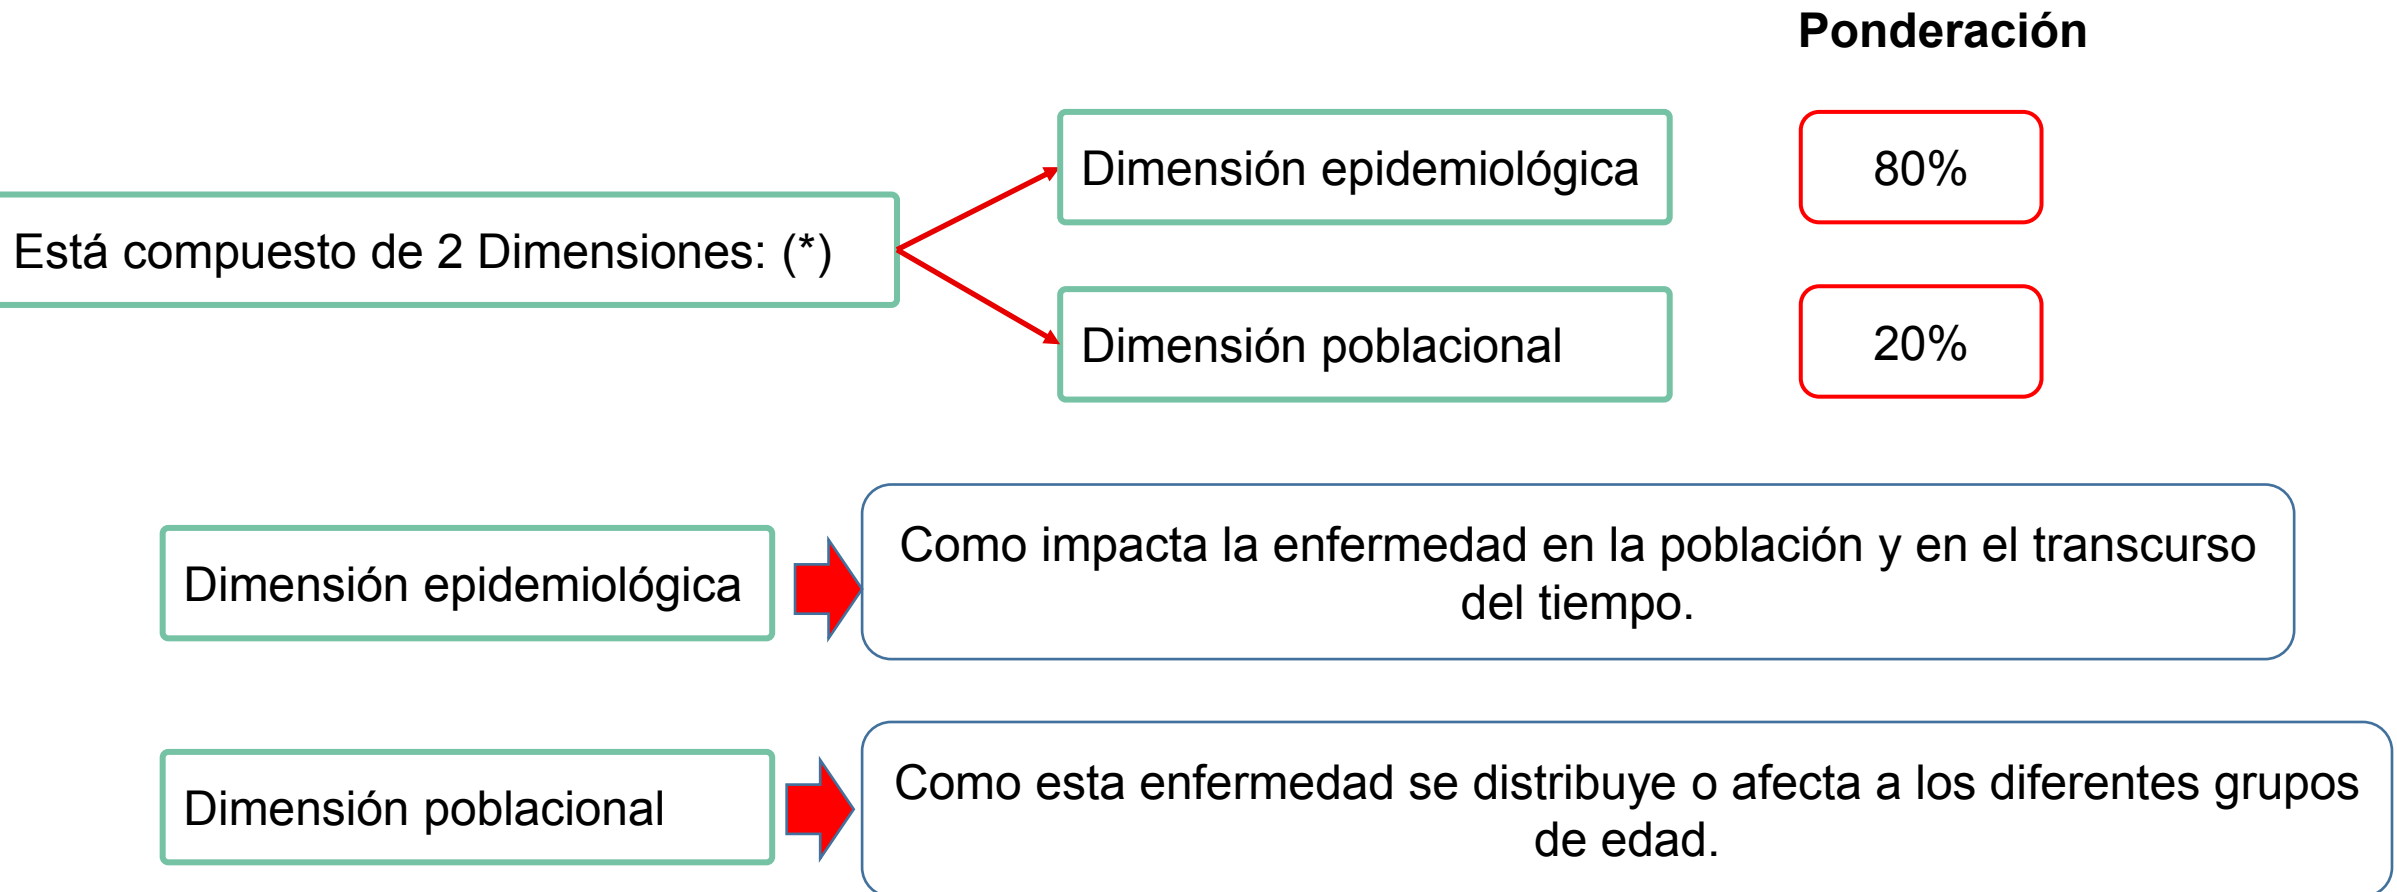 Ponderación
Dimensión epidemiológica
80%
Está compuesto de 2 Dimensiones: (*)
Dimensión poblacional
20%
Dimensión epidemiológica
Como impacta la enfermedad en la población y en el transcurso
del tiempo.
Dimensión poblacional
Como esta enfermedad se distribuye o afecta a los diferentes grupos
de edad.